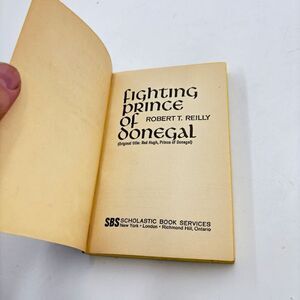 fighting
prince
of ROBERT T. REILLY
donegal
(Original title: Red Hugh, Prince of Donegal)
SBS SCHOLASTIC BOOK SERVICES
New York • London • Richmond Hill, Ontario